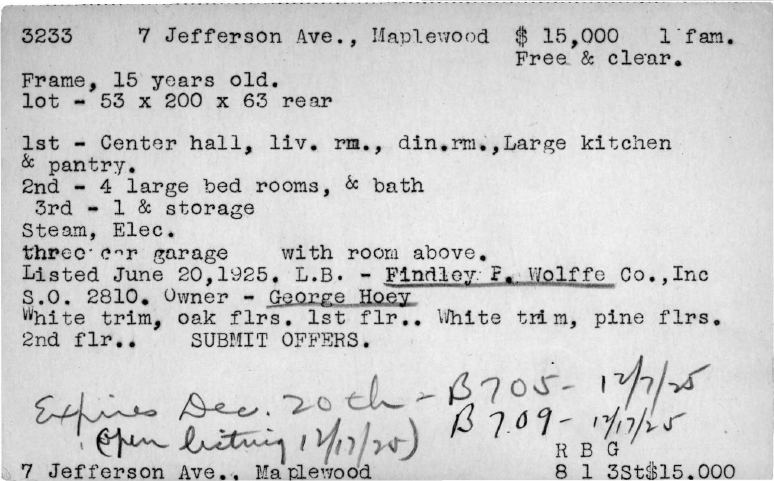 3233 7 Jefferson Ave., Maplewood $ 15,000 1 fam.
Free & clear.
Frame, 15 years old.
lot - 53 x 200 x 63 rear
1st - Center hall, liv. rm., din.rm.,Large kitchen
& pantry.
2nd - 4 large bed rooms, & bath
3rd - 1 & storage
Steam, Elec.
three car garage with room above.
Listed June 20,1925. L.B. - Findley P. Wolffe Co.,Inc
S.O. 2810. Owner - George Hoey
White trim, oak flrs. 1st flr.. White trim, pine flrs.
2nd flr.. SUBMIT OFFERS.
Expires Dec. 20th - B705 - 12/7/25
(Open listing 12/17/25) B709 - 12/17/25
R B G
7 Jefferson Ave., Maplewood 8 1 3St$15.000